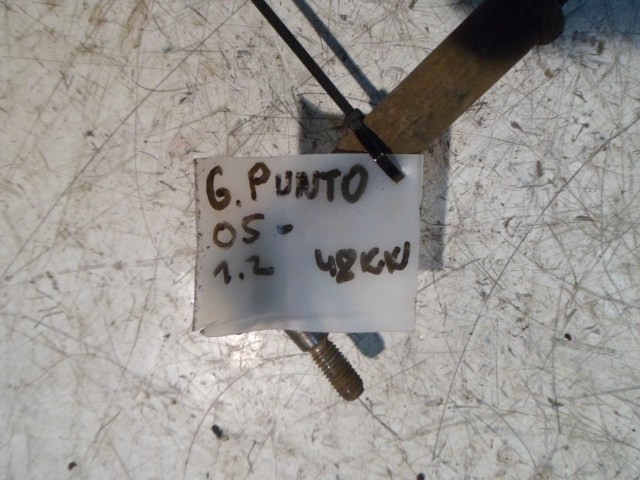 G. PUNTO
05-
1.2 48KW